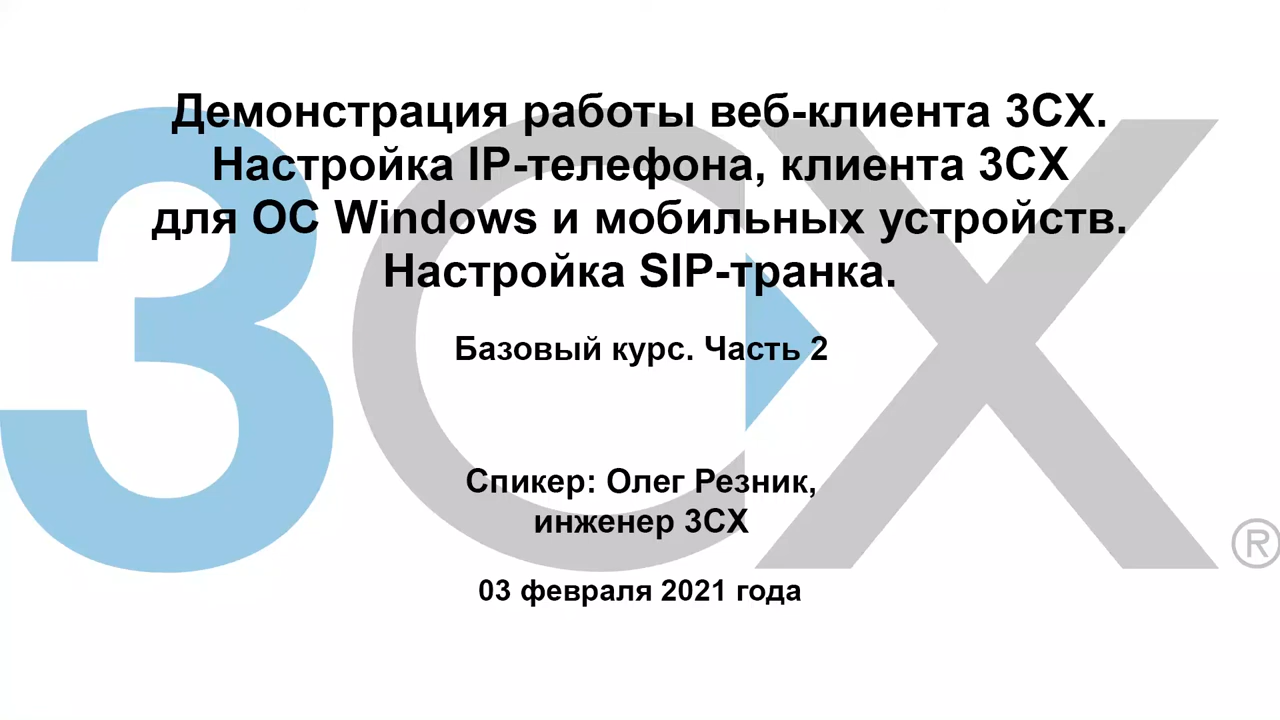 Демонстрация работы веб-клиента 3CX.
Настройка IP-телефона, клиента 3CX
для ОС Windows и мобильных устройств.
Настройка SIP-транка.
Базовый курс. Часть 2
Спикер: Олег Резник,
инженер 3CX
03 февраля 2021 года
3CX®